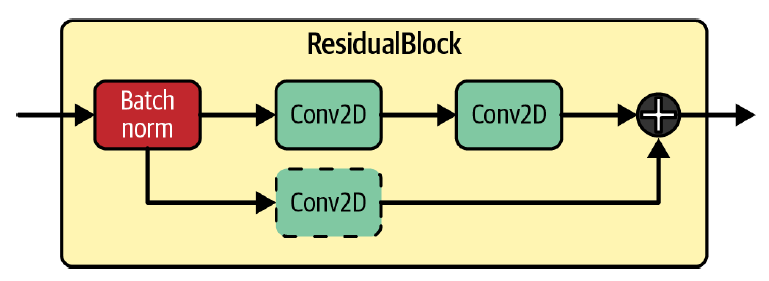 ResidualBlock
Batch
norm
Conv2D
Conv2D
Conv2D